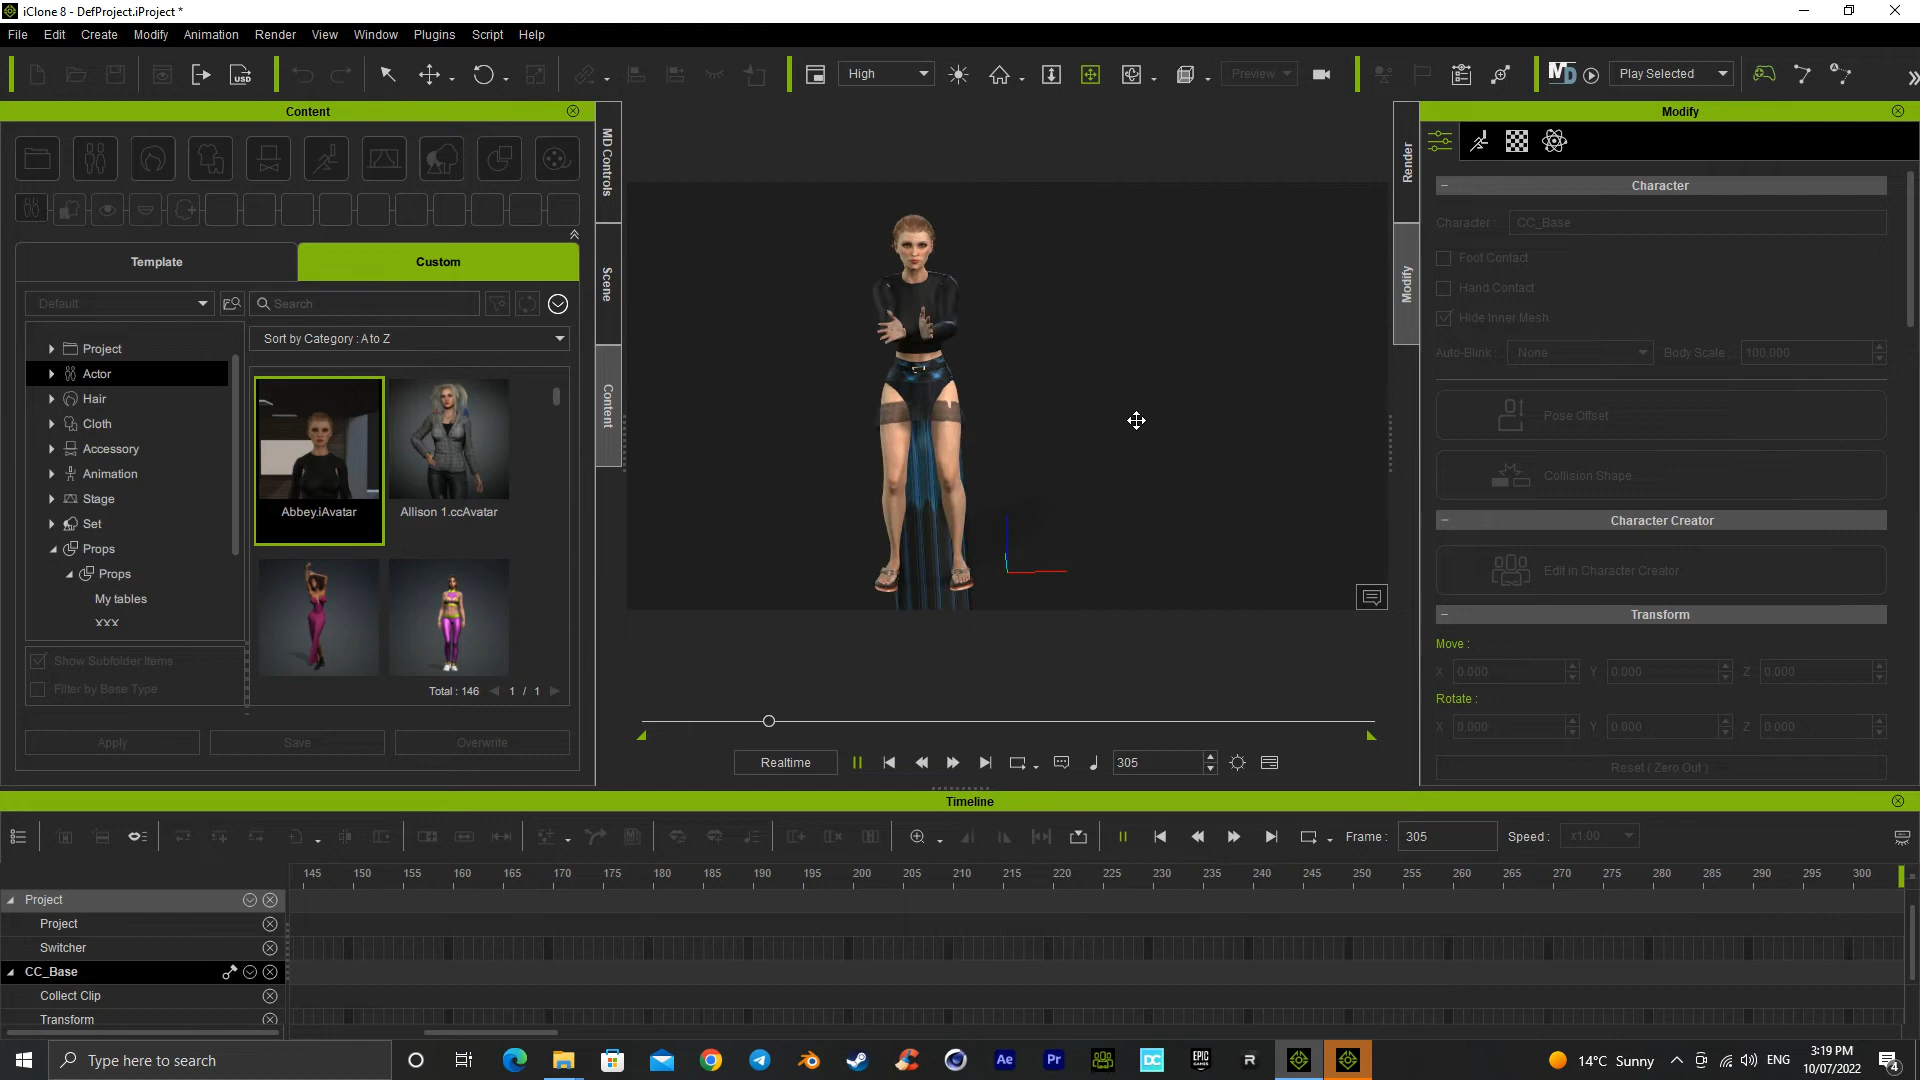 iClone 8 - DefProject.iProject *
File Edit Create Modify Animation Render View Window Plugins Script Help
High
Preview
Play Selected
Content
Modify
MD Controls
Scene
Content
Render
Modify
Template
Custom
Default
Search
Sort by Category : A to Z
Project
Actor
Hair
Cloth
Accessory
Animation
Stage
Set
Props
Props
My tables
XXX
Abbey.iAvatar
Allison 1.ccAvatar
Show Subfolder Items
Filter by Base Type
Total : 146 1 / 1
Apply
Save
Overwrite
Character
Character : CC_Base
Foot Contact
Hand Contact
Hide Inner Mesh
Auto-Blink : None Body Scale : 100.000
Pose Offset
Collision Shape
Character Creator
Edit in Character Creator
Transform
Move :
X 0.000 Y 0.000 Z 0.000
Rotate :
X 0.000 Y 0.000 Z 0.000
Reset ( Zero Out )
Realtime
305
Timeline
Frame : 305 Speed : x1.00
145 150 155 160 165 170 175 180 185 190 195 200 205 210 215 220 225 230 235 240 245 250 255 260 265 270 275 280 285 290 295 300
Project
Project
Switcher
CC_Base
Collect Clip
Transform
Type here to search
Ae
Pr
DC
EPIC GAMES
R
14°C Sunny
ENG
3:19 PM
10/07/2022
4